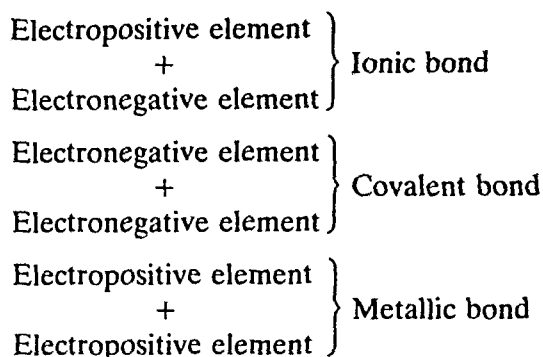 Electropositive element
+
Electronegative element
Ionic bond
Electronegative element
+
Electronegative element
Covalent bond
Electropositive element
+
Electropositive element
Metallic bond